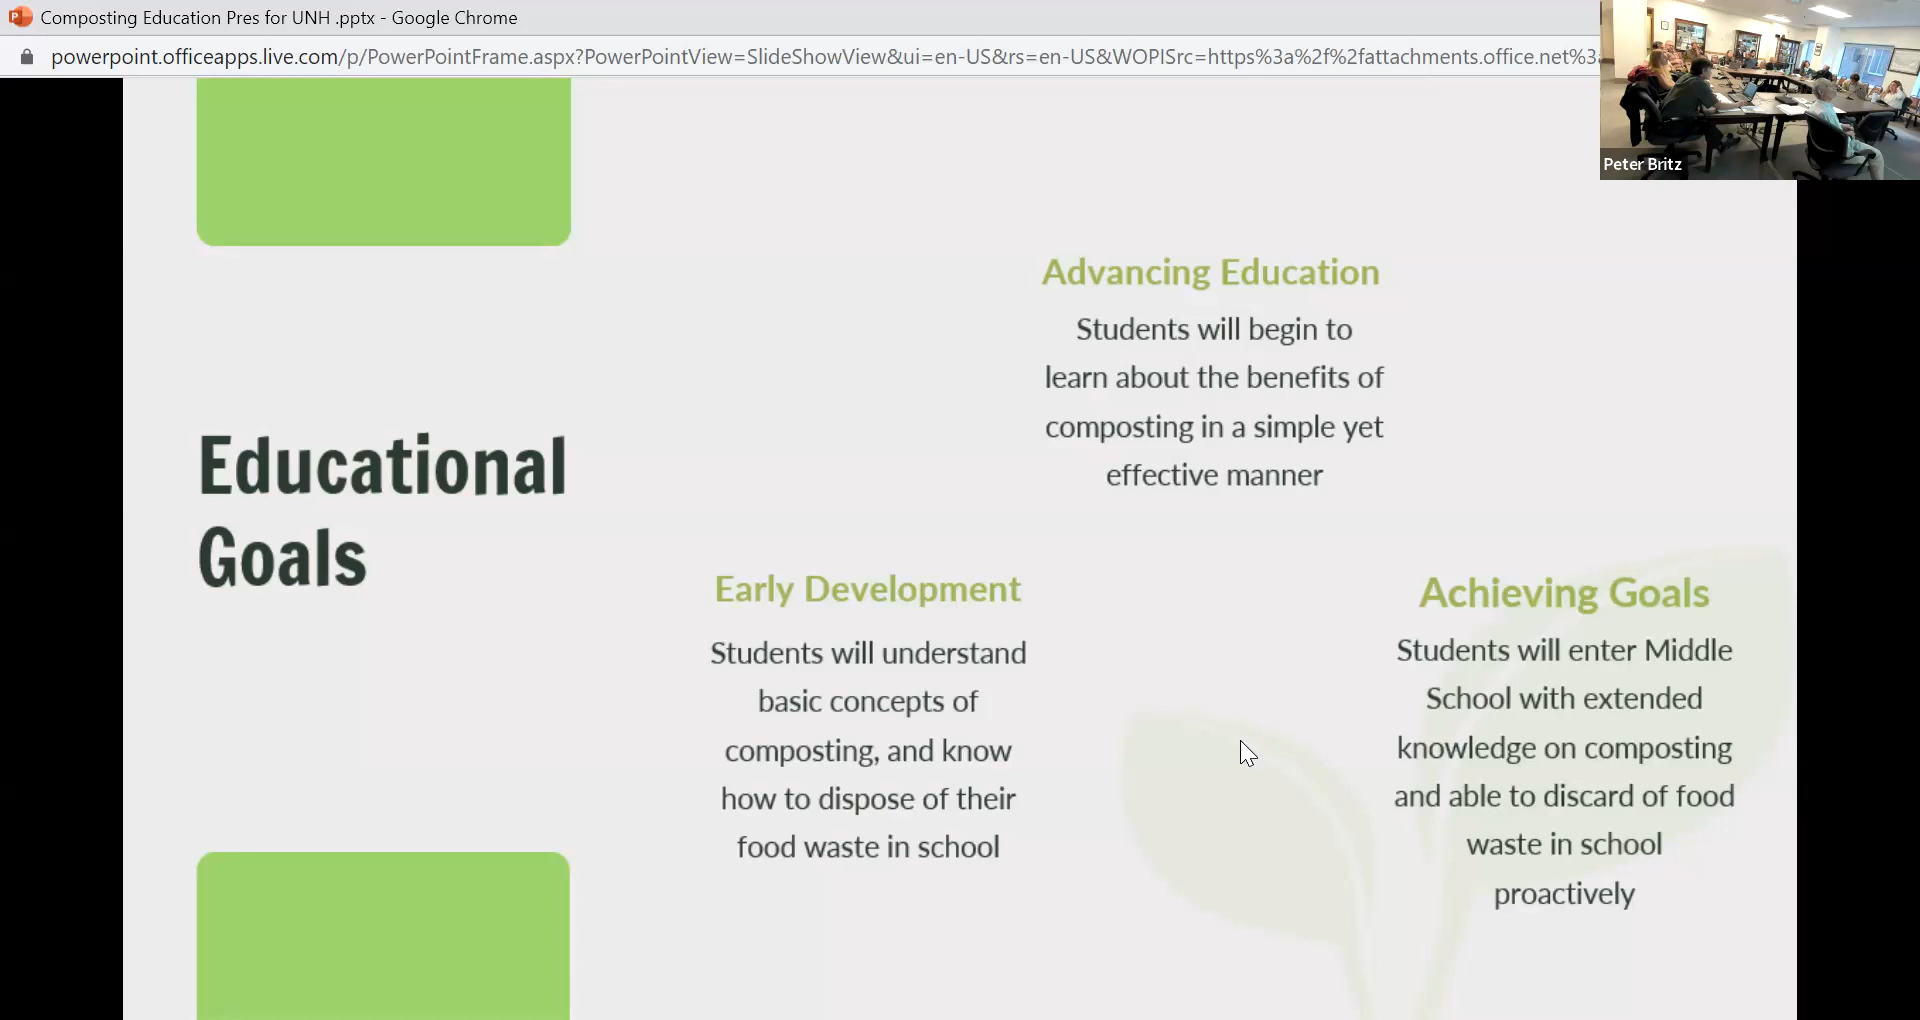 Composting Education Pres for UNH .pptx - Google Chrome
powerpoint.officeapps.live.com/p/PowerPointFrame.aspx?PowerPointView=SlideShowView&ui=en-US&rs=en-US&WOPISrc=https%3a%2f%2fattachments.office.net%3
Peter Britz
Educational
Goals
Advancing Education
Students will begin to
learn about the benefits of
composting in a simple yet
effective manner
Early Development
Students will understand
basic concepts of
composting, and know
how to dispose of their
food waste in school
Achieving Goals
Students will enter Middle
School with extended
knowledge on composting
and able to discard of food
waste in school
proactively